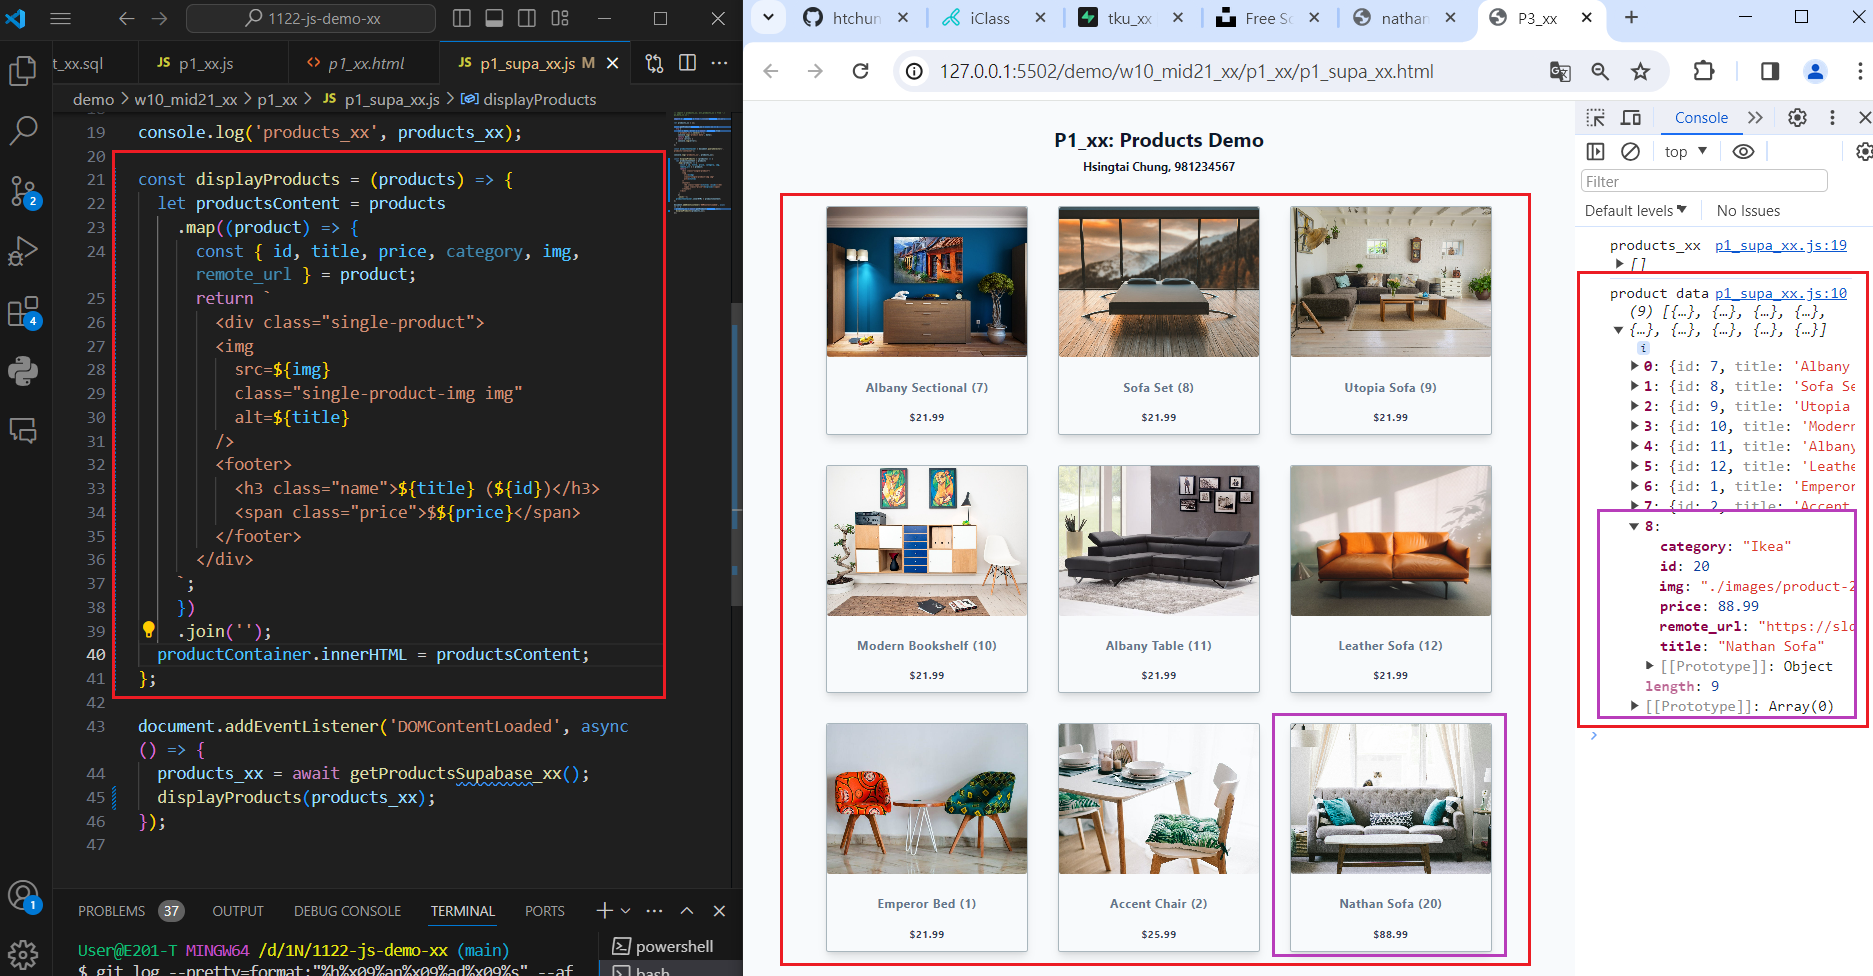 1122-js-demo-xx
t_xx.sql
JS p1_xx.js
<> p1_xx.html
JS p1_supa_xx.js M
demo > w10_mid21_xx > p1_xx > JS p1_supa_xx.js > displayProducts
19 console.log('products_xx', products_xx);
20
21 const displayProducts = (products) => {
22 let productsContent = products
23 .map((product) => {
24 const { id, title, price, category, img,
remote_url } = product;
25 return `
26 <div class="single-product">
27 <img
28 src=${img}
29 class="single-product-img img"
30 alt=${title}
31 />
32 <footer>
33 <h3 class="name">${title} (${id})</h3>
34 <span class="price">$${price}</span>
35 </footer>
36 </div>
37 `;
38 })
39 .join('');
40 productContainer.innerHTML = productsContent;
41 };
42
43 document.addEventListener('DOMContentLoaded', async
() => {
44 products_xx = await getProductsSupabase_xx();
45 displayProducts(products_xx);
46 });
47
2
4
1
PROBLEMS 37 OUTPUT DEBUG CONSOLE TERMINAL PORTS
User@E201-T MINGW64 /d/1N/1122-js-demo-xx (main)
$ git log --pretty=format:"%h%x09%an%x09%ad%x09%s" --af
powershell
bash
htchun
iClass
tku_xx
Free So
nathan
P3_xx
127.0.0.1:5502/demo/w10_mid21_xx/p1_xx/p1_supa_xx.html
P1_xx: Products Demo
Hsingtai Chung, 981234567
Albany Sectional (7)
$21.99
Sofa Set (8)
$21.99
Utopia Sofa (9)
$21.99
Modern Bookshelf (10)
$21.99
Albany Table (11)
$21.99
Leather Sofa (12)
$21.99
Emperor Bed (1)
$21.99
Accent Chair (2)
$25.99
Nathan Sofa (20)
$88.99
Console
top
Filter
Default levels
No Issues
products_xx p1_supa_xx.js:19
[]
product data p1_supa_xx.js:10
(9) [{…}, {…}, {…}, {…},
{…}, {…}, {…}, {…}, {…}]
i
0: {id: 7, title: 'Albany
1: {id: 8, title: 'Sofa Se
2: {id: 9, title: 'Utopia
3: {id: 10, title: 'Modern
4: {id: 11, title: 'Albany
5: {id: 12, title: 'Leathe
6: {id: 1, title: 'Emperor
7: {id: 2, title: 'Accent
8:
category: "Ikea"
id: 20
img: "./images/product-2
price: 88.99
remote_url: "https://slo
title: "Nathan Sofa"
[[Prototype]]: Object
length: 9
[[Prototype]]: Array(0)